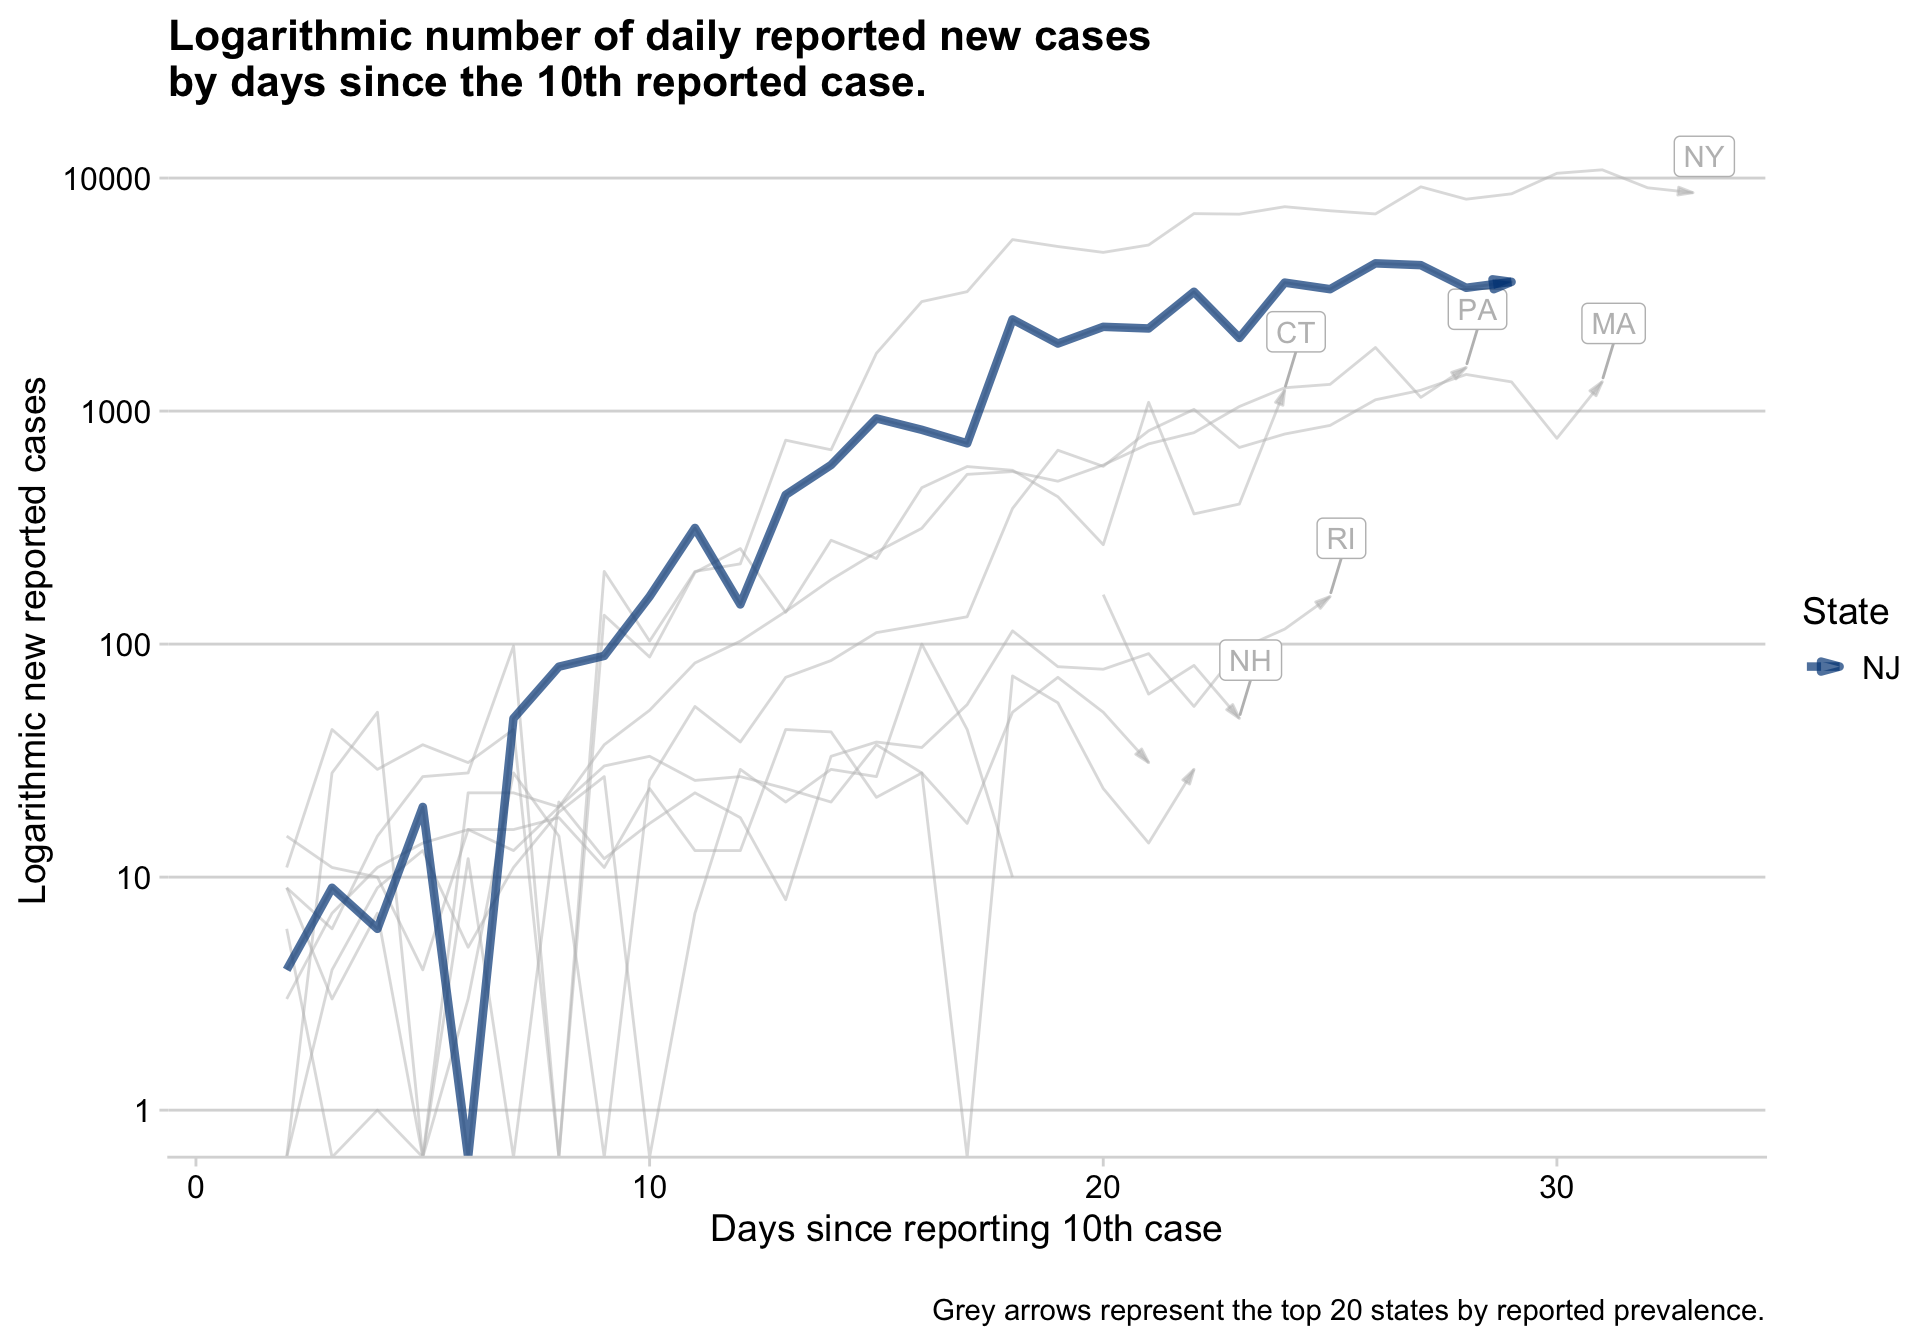 Logarithmic number of daily reported new cases
by days since the 10th reported case.
NY
10000
PA
MA
CT
1000
RI
State
100
NH
NJ
10
1
0 10 20 30
Logarithmic new reported cases
Days since reporting 10th case
Grey arrows represent the top 20 states by reported prevalence.